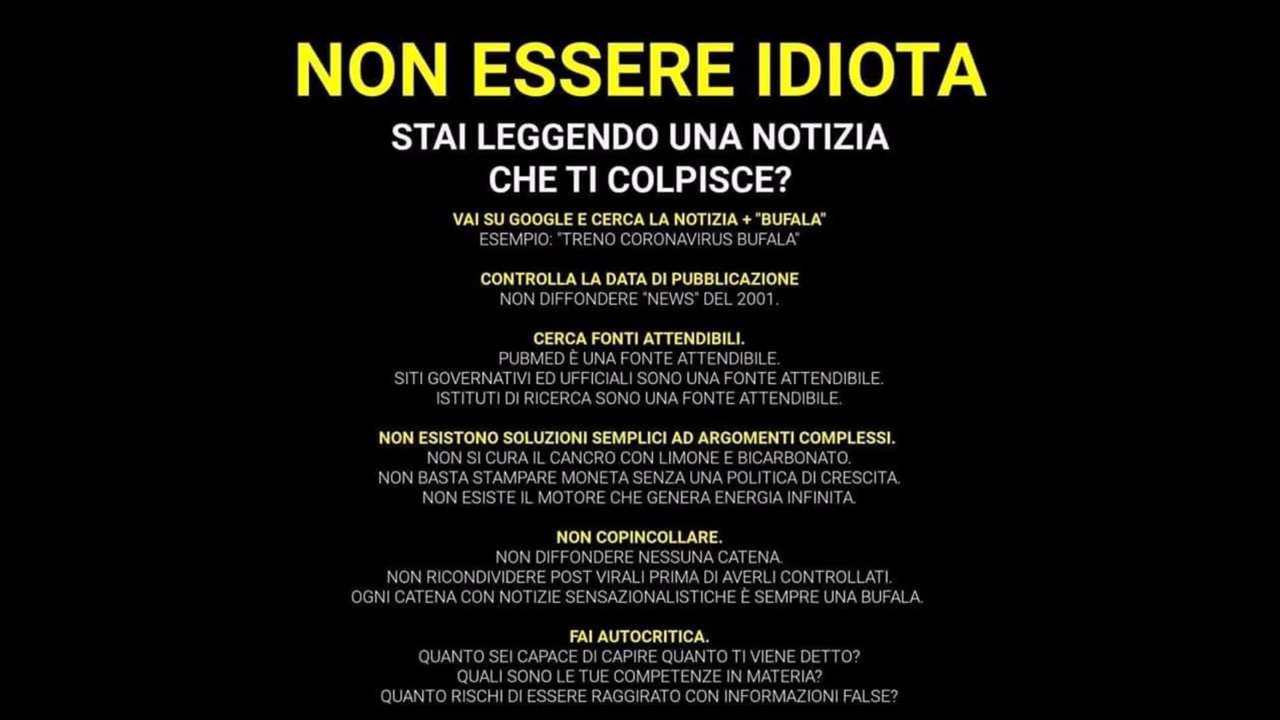 NON ESSERE IDIOTA
STAI LEGGENDO UNA NOTIZIA
CHE TI COLPISCE?
VAI SU GOOGLE E CERCA LA NOTIZIA + "BUFALA"
ESEMPIO: "TRENO CORONAVIRUS BUFALA"
CONTROLLA LA DATA DI PUBBLICAZIONE
NON DIFFONDERE "NEWS" DEL 2001.
CERCA FONTI ATTENDIBILI.
PUBMED È UNA FONTE ATTENDIBILE.
SITI GOVERNATIVI ED UFFICIALI SONO UNA FONTE ATTENDIBILE.
ISTITUTI DI RICERCA SONO UNA FONTE ATTENDIBILE.
NON ESISTONO SOLUZIONI SEMPLICI AD ARGOMENTI COMPLESSI.
NON SI CURA IL CANCRO CON LIMONE E BICARBONATO.
NON BASTA STAMPARE MONETA SENZA UNA POLITICA DI CRESCITA.
NON ESISTE IL MOTORE CHE GENERA ENERGIA INFINITA.
NON COPINCOLLARE.
NON DIFFONDERE NESSUNA CATENA.
NON RICONDIVIDERE POST VIRALI PRIMA DI AVERLI CONTROLLATI.
OGNI CATENA CON NOTIZIE SENSAZIONALISTICHE È SEMPRE UNA BUFALA.
FAI AUTOCRITICA.
QUANTO SEI CAPACE DI CAPIRE QUANTO TI VIENE DETTO?
QUALI SONO LE TUE COMPETENZE IN MATERIA?
QUANTO RISCHI DI ESSERE RAGGIRATO CON INFORMAZIONI FALSE?